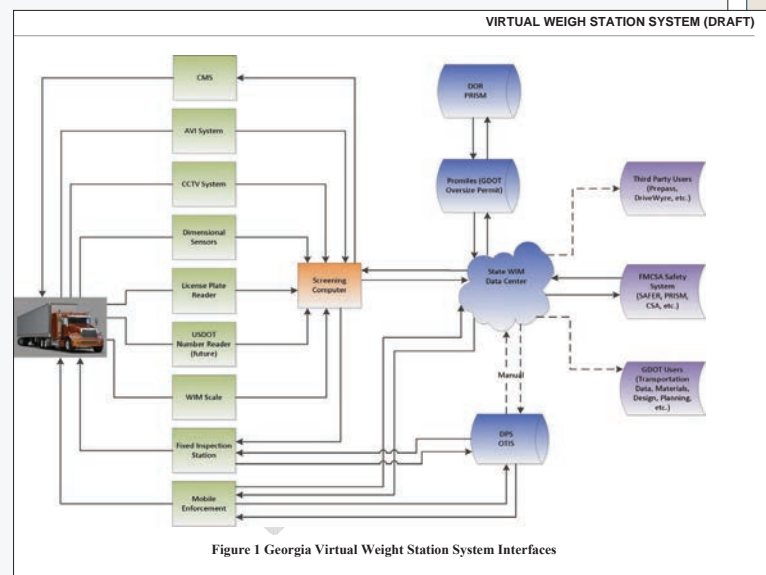 VIRTUAL WEIGH STATION SYSTEM (DRAFT)
CMS
AVI System
CCTV System
Dimensional
Sensors
License Plate
Reader
USDOT
Number Reader
(future)
WIM Scale
Fixed Inspection
Station
Mobile
Enforcement
Screening
Computer
DOR
PRISM
Promiles (GDOT
Oversize Permit)
State WIM
Data Center
Manual
DPS
OTIS
Third Party Users
(Prepass,
DriveWyze, etc.)
FMCSA Safety
System
(SAFER, PRISM,
CSA, etc.)
GDOT Users
(Transportation
Data, Materials,
Design, Planning,
etc.)
Figure 1 Georgia Virtual Weight Station System Interfaces